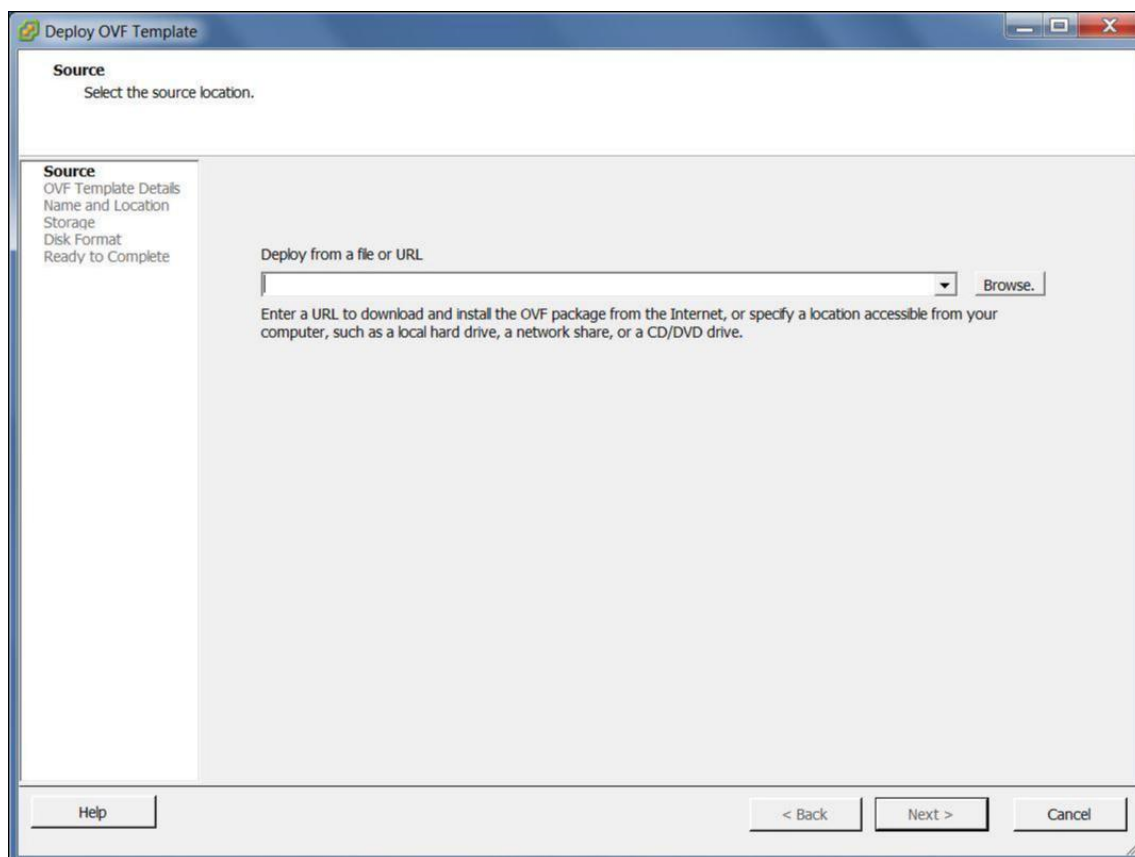 Deploy OVF Template
Source
Select the source location.
Source
OVF Template Details
Name and Location
Storage
Disk Format
Ready to Complete
Deploy from a file or URL
Browse.
Enter a URL to download and install the OVF package from the Internet, or specify a location accessible from your
computer, such as a local hard drive, a network share, or a CD/DVD drive.
Help
< Back
Next >
Cancel